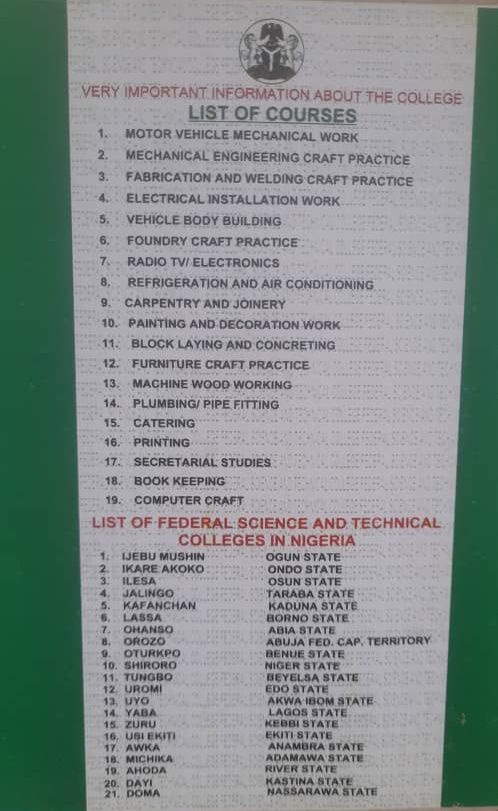 VERY IMPORTANT INFORMATION ABOUT THE COLLEGE
LIST OF COURSES
1. MOTOR VEHICLE MECHANICAL WORK
2. MECHANICAL ENGINEERING CRAFT PRACTICE
3. FABRICATION AND WELDING CRAFT PRACTICE
4. ELECTRICAL INSTALLATION WORK
5. VEHICLE BODY BUILDING
6. FOUNDRY CRAFT PRACTICE
7. RADIO TV/ ELECTRONICS
8. REFRIGERATION AND AIR CONDITIONING
9. CARPENTRY AND JOINERY
10. PAINTING AND DECORATION WORK
11. BLOCK LAYING AND CONCRETING
12. FURNITURE CRAFT PRACTICE
13. MACHINE WOOD WORKING
14. PLUMBING/ PIPE FITTING
15. CATERING
16. PRINTING
17. SECRETARIAL STUDIES
18. BOOK KEEPING
19. COMPUTER CRAFT
LIST OF FEDERAL SCIENCE AND TECHNICAL
COLLEGES IN NIGERIA
1. IJEBU MUSHIN OGUN STATE
2. IKARE AKOKO ONDO STATE
3. ILESA OSUN STATE
4. JALINGO TARABA STATE
5. KAFANCHAN KADUNA STATE
6. LASSA BORNO STATE
7. OHANSO ABIA STATE
8. OROZO ABUJA FED. CAP. TERRITORY
9. OTURKPO BENUE STATE
10. SHIRORO NIGER STATE
11. TUNGBO BEYELSA STATE
12. UROMI EDO STATE
13. UYO AKWA IBOM STATE
14. YABA LAGOS STATE
15. ZURU KEBBI STATE
16. USI EKITI EKITI STATE
17. AWKA ANAMBRA STATE
18. MICHIKA ADAMAWA STATE
19. AHODA RIVER STATE
20. DAYI KASTINA STATE
21. DOMA NASSARAWA STATE